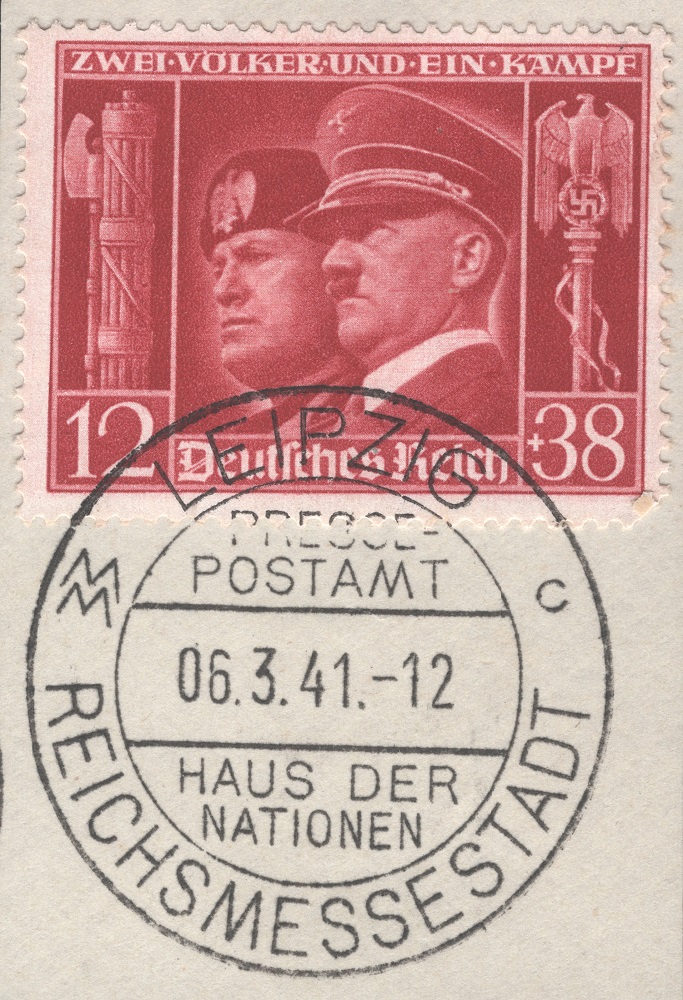 ZWEI·VÖLKER·UND·EIN·KAMPF
12
Deutsches Reich
+38
LEIPZIG
PRESSE-
POSTAMT
MM
C
06.3.41.-12
HAUS DER
NATIONEN
REICHSMESSESTADT